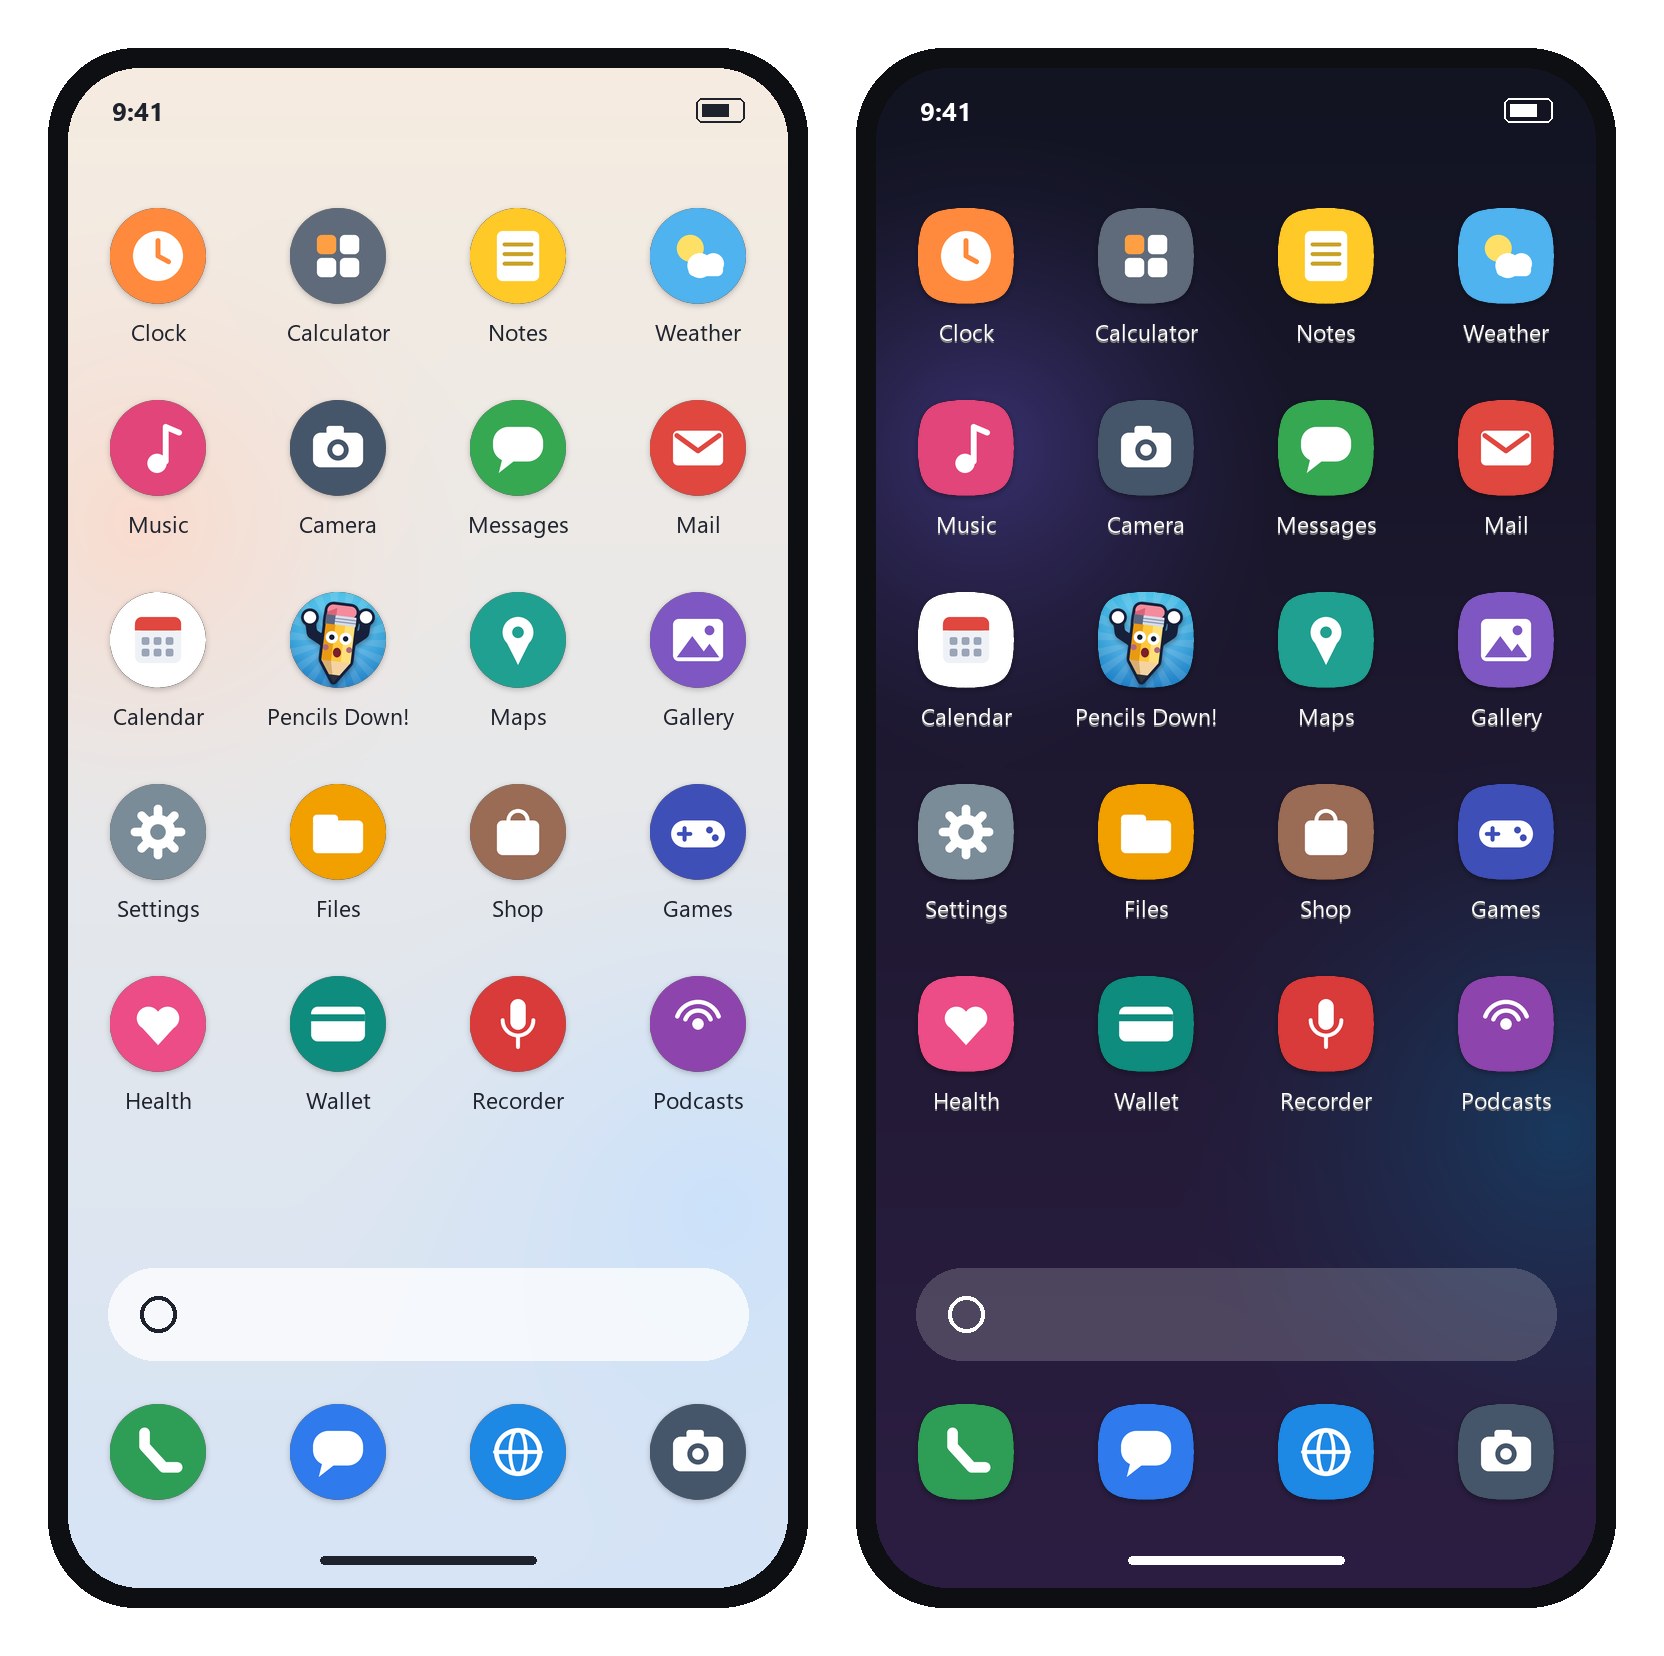 9:41
Clock Calculator Notes Weather
Music Camera Messages Mail
Calendar Pencils Down! Maps Gallery
Settings Files Shop Games
Health Wallet Recorder Podcasts
9:41
Clock Calculator Notes Weather
Music Camera Messages Mail
Calendar Pencils Down! Maps Gallery
Settings Files Shop Games
Health Wallet Recorder Podcasts